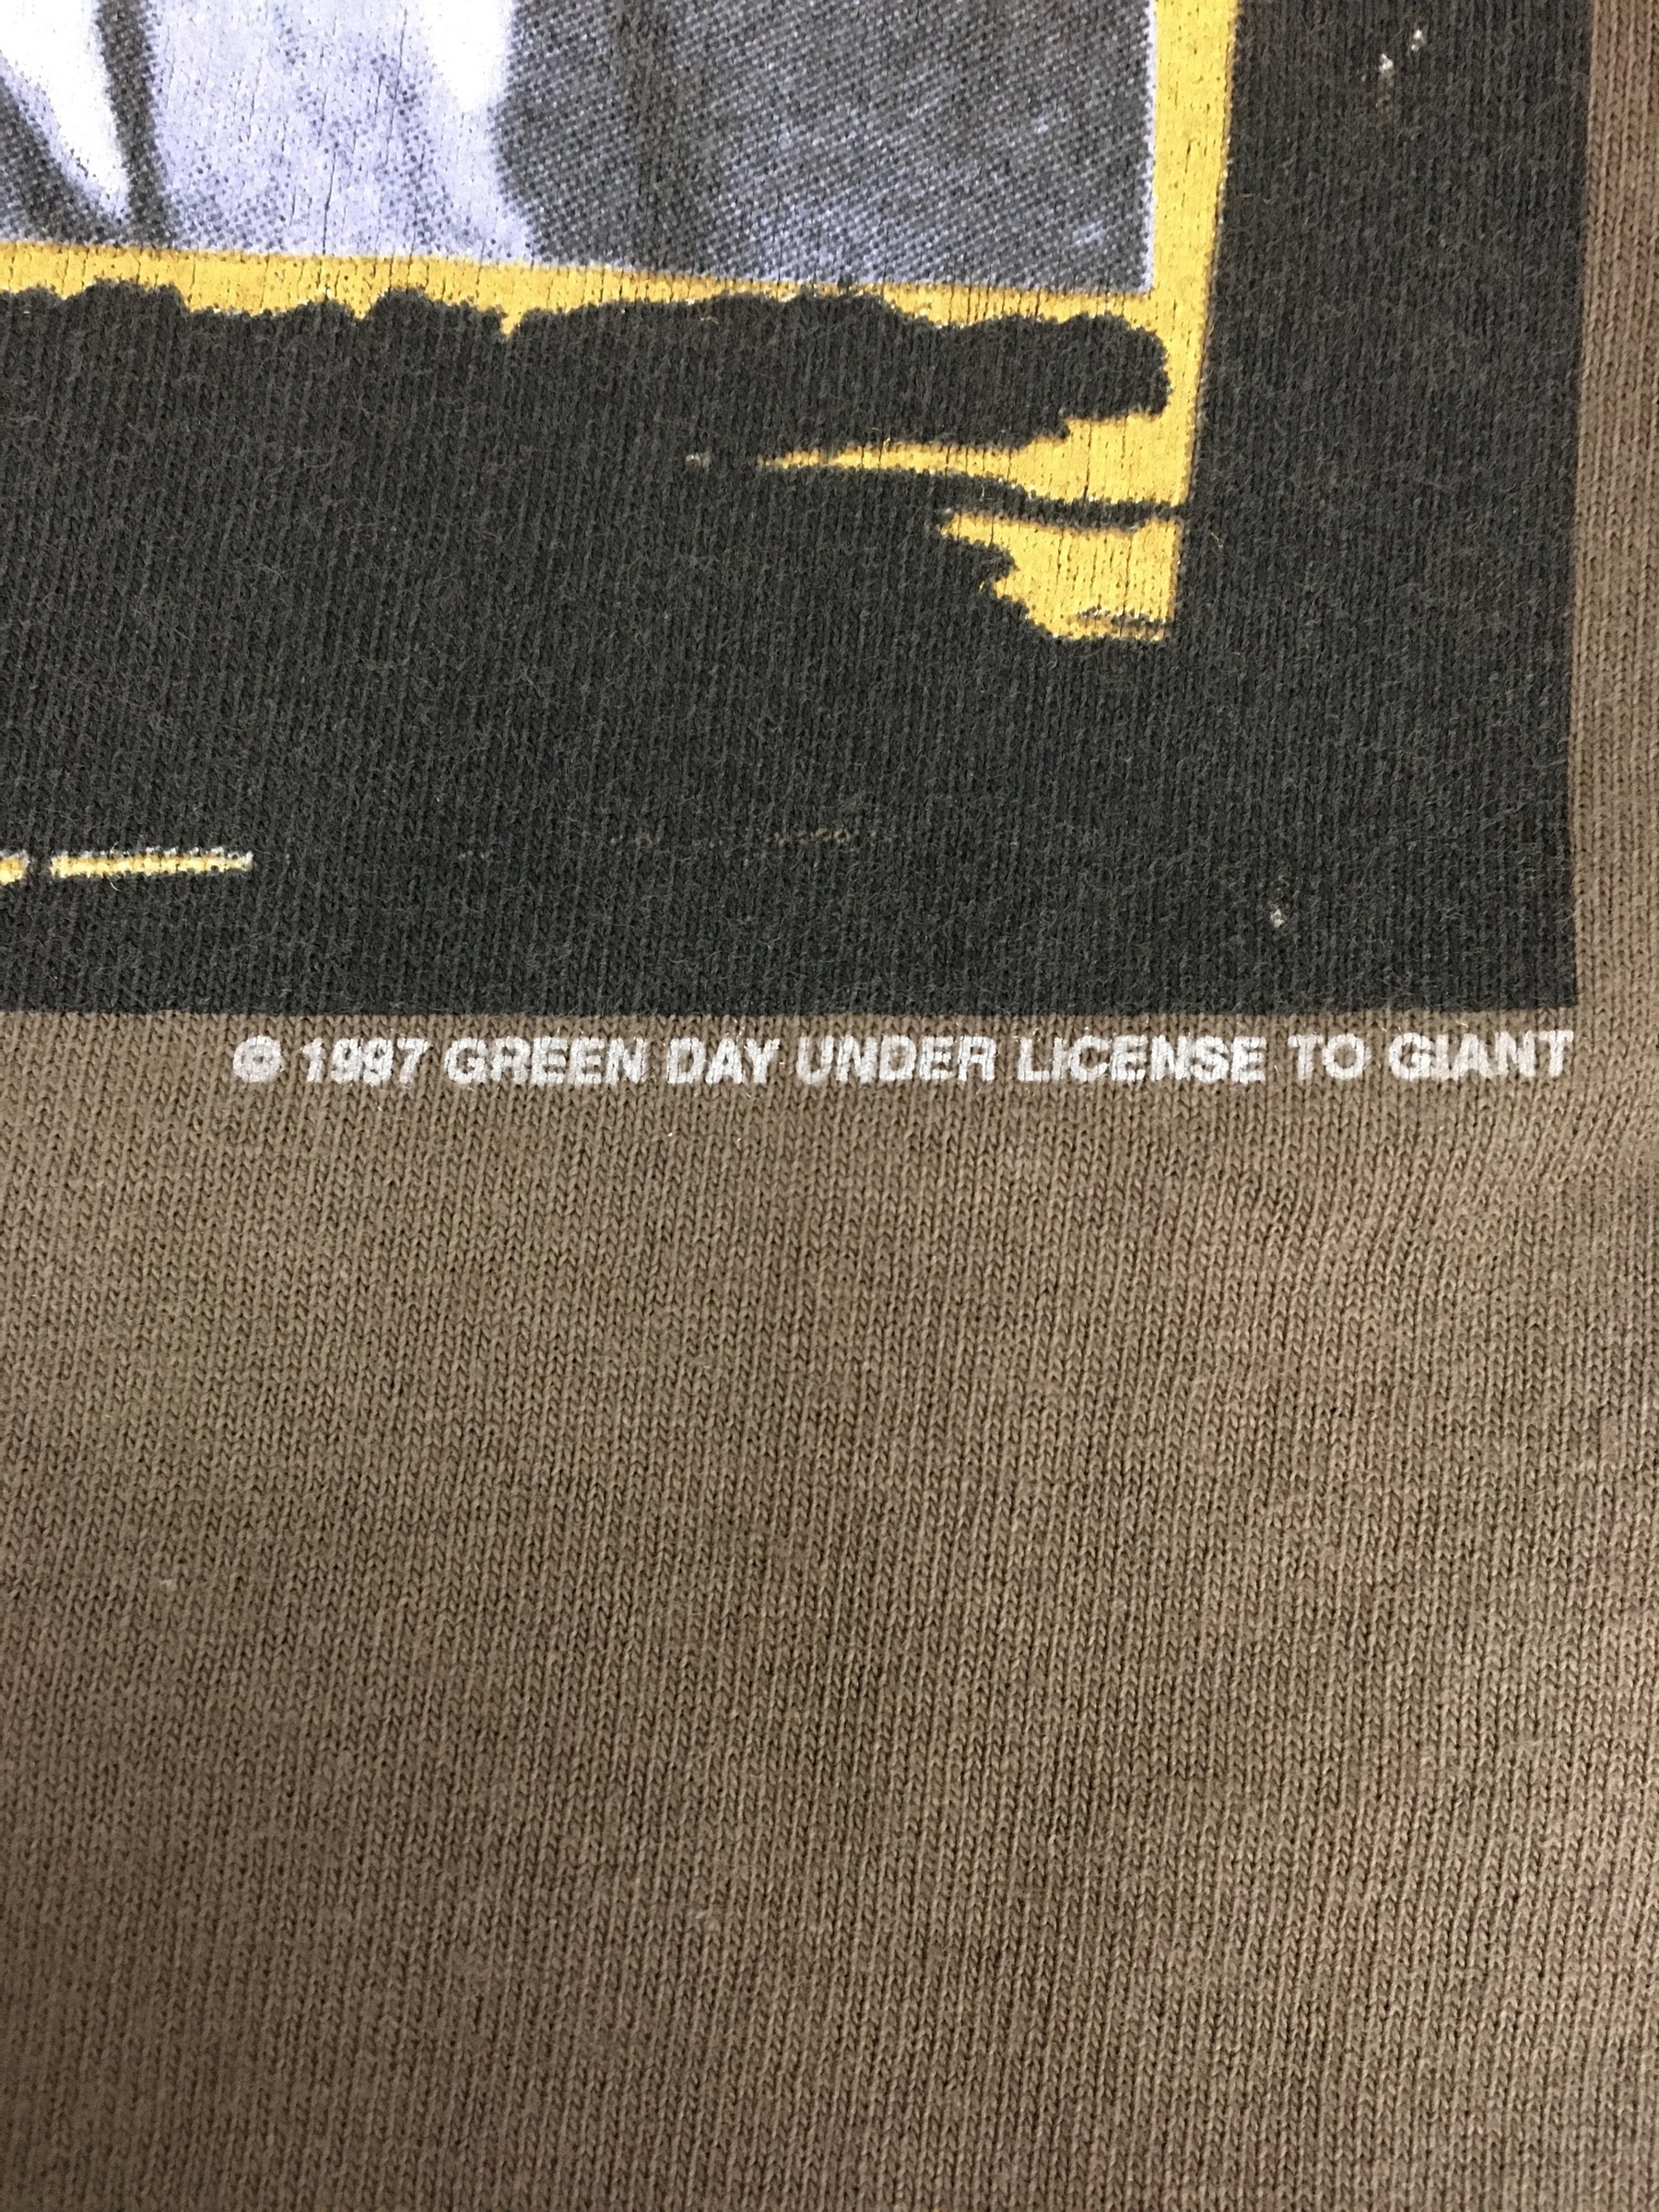 © 1997 GREEN DAY UNDER LICENSE TO GIANT